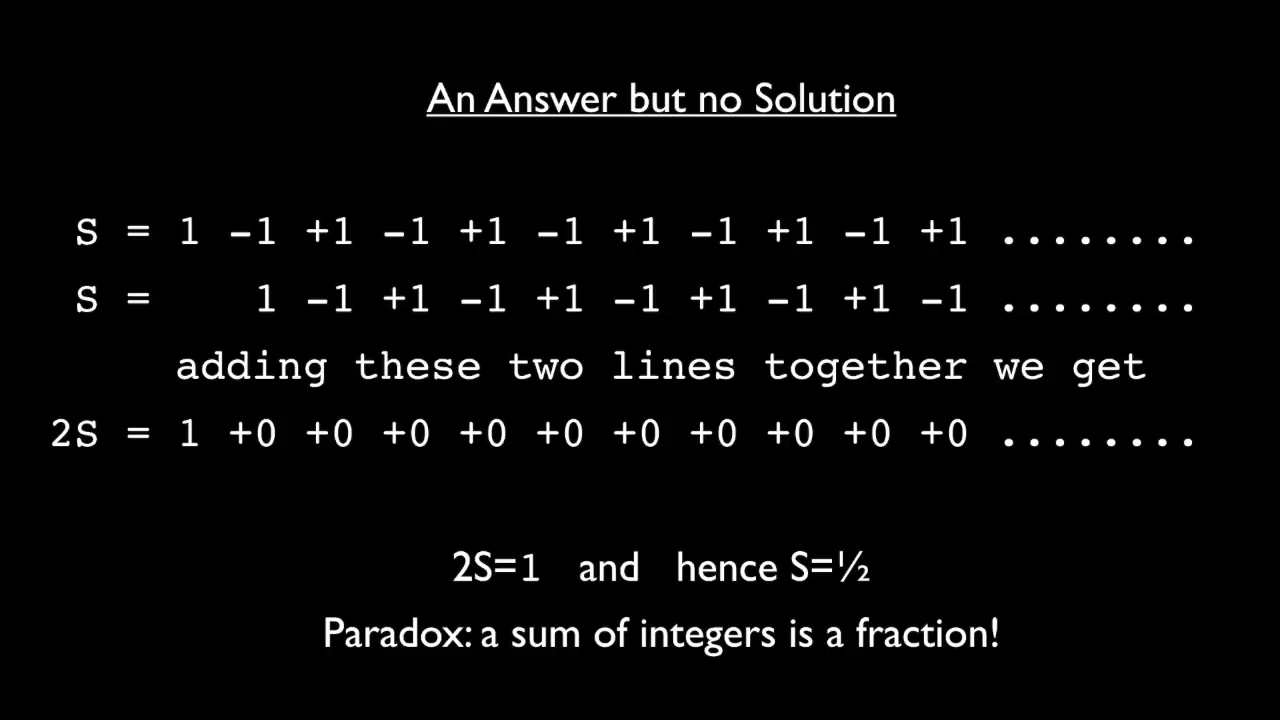 An Answer but no Solution
S = 1 -1 +1 -1 +1 -1 +1 -1 +1 -1 +1 ........
S = 1 -1 +1 -1 +1 -1 +1 -1 +1 -1 ........
adding these two lines together we get
2S = 1 +0 +0 +0 +0 +0 +0 +0 +0 +0 +0 ........
2S=1 and hence S=½
Paradox: a sum of integers is a fraction!